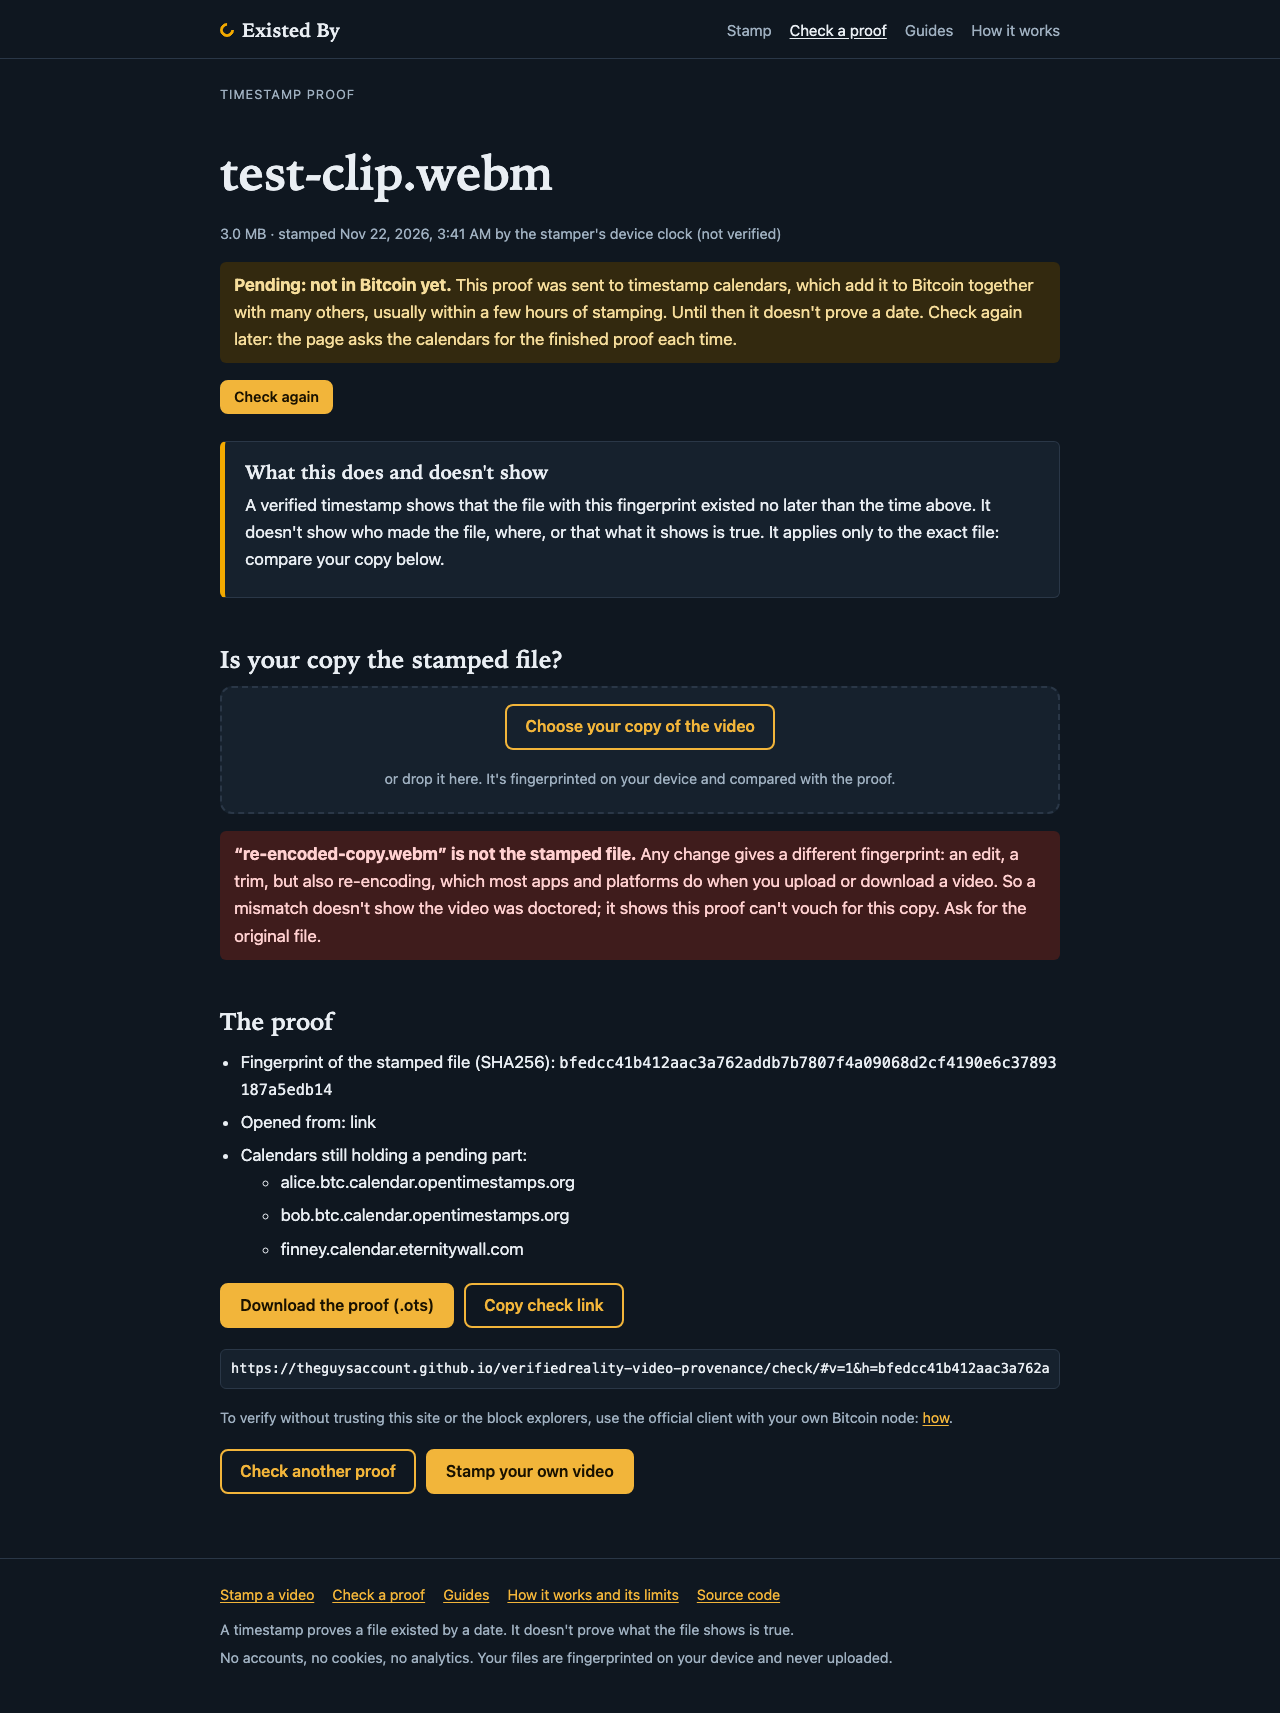 Existed By
Stamp Check a proof Guides How it works
TIMESTAMP PROOF
test-clip.webm
3.0 MB · stamped Nov 22, 2026, 3:41 AM by the stamper's device clock (not verified)
Pending: not in Bitcoin yet. This proof was sent to timestamp calendars, which add it to Bitcoin together
with many others, usually within a few hours of stamping. Until then it doesn't prove a date. Check again
later: the page asks the calendars for the finished proof each time.
Check again
What this does and doesn't show
A verified timestamp shows that the file with this fingerprint existed no later than the time above. It
doesn't show who made the file, where, or that what it shows is true. It applies only to the exact file:
compare your copy below.
Is your copy the stamped file?
Choose your copy of the video
or drop it here. It's fingerprinted on your device and compared with the proof.
“re-encoded-copy.webm” is not the stamped file. Any change gives a different fingerprint: an edit, a
trim, but also re-encoding, which most apps and platforms do when you upload or download a video. So a
mismatch doesn't show the video was doctored; it shows this proof can't vouch for this copy. Ask for the
original file.
The proof
• Fingerprint of the stamped file (SHA256): bfedcc41b412aac3a762addb7b7807f4a09068d2cf4190e6c37893
187a5edb14
• Opened from: link
• Calendars still holding a pending part:
◦ alice.btc.calendar.opentimestamps.org
◦ bob.btc.calendar.opentimestamps.org
◦ finney.calendar.eternitywall.com
Download the proof (.ots) Copy check link
https://theguysaccount.github.io/verifiedreality-video-provenance/check/#v=1&h=bfedcc41b412aac3a762a
To verify without trusting this site or the block explorers, use the official client with your own Bitcoin node: how.
Check another proof Stamp your own video
Stamp a video Check a proof Guides How it works and its limits Source code
A timestamp proves a file existed by a date. It doesn't prove what the file shows is true.
No accounts, no cookies, no analytics. Your files are fingerprinted on your device and never uploaded.